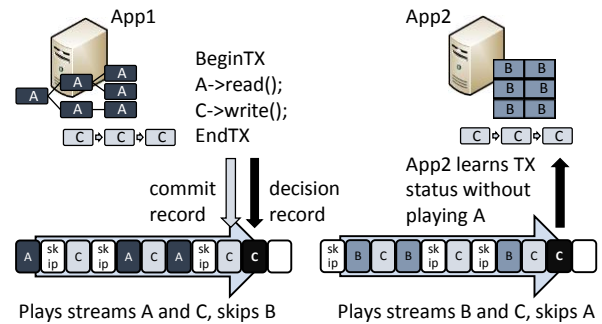 App1
A A A A A A
C C C
BeginTX
A->read();
C->write();
EndTX
commit
record
decision
record
A sk ip C sk ip A C A sk ip C C
Plays streams A and C, skips B
App2
B B
B B
B B
C C C
App2 learns TX
status without
playing A
sk ip B C B sk ip C sk ip B C C
Plays streams B and C, skips A